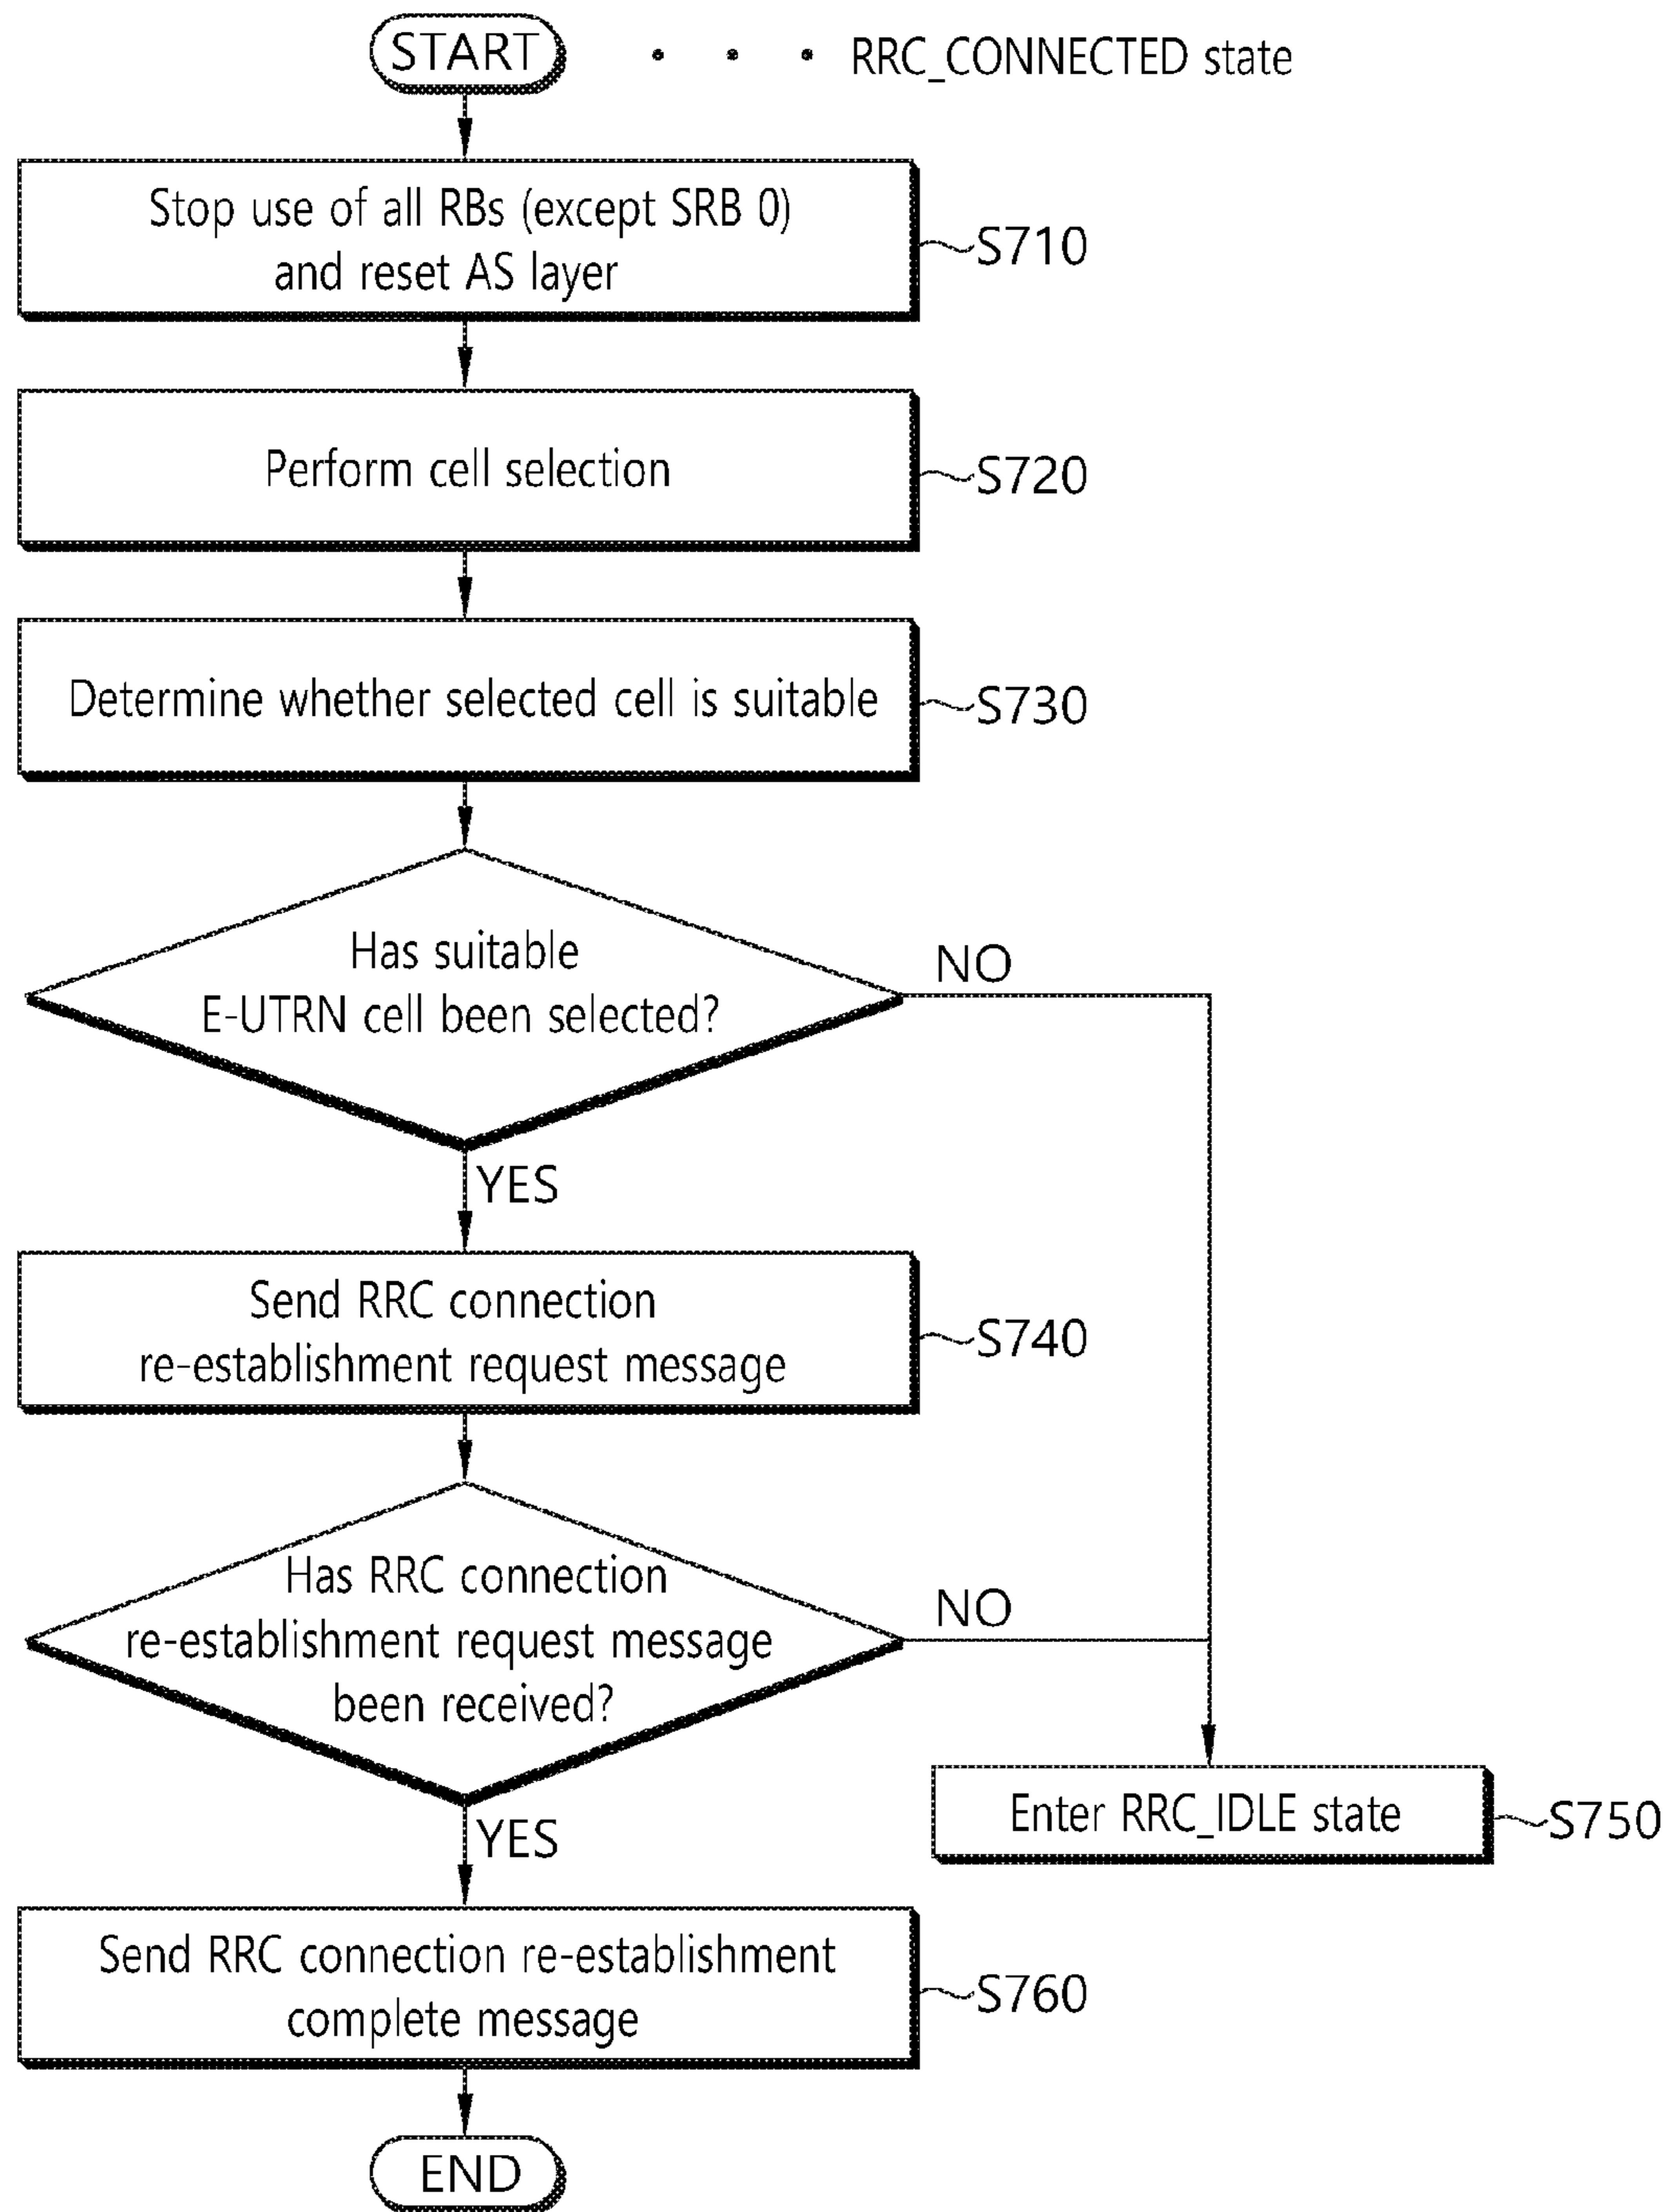 START
• • • RRC_CONNECTED state
Stop use of all RBs (except SRB 0)
and reset AS layer
S710
Perform cell selection
S720
Determine whether selected cell is suitable
S730
Has suitable
E-UTRN cell been selected?
NO
YES
Send RRC connection
re-establishment request message
S740
Has RRC connection
re-establishment request message
been received?
NO
YES
Enter RRC_IDLE state
S750
Send RRC connection re-establishment
complete message
S760
END